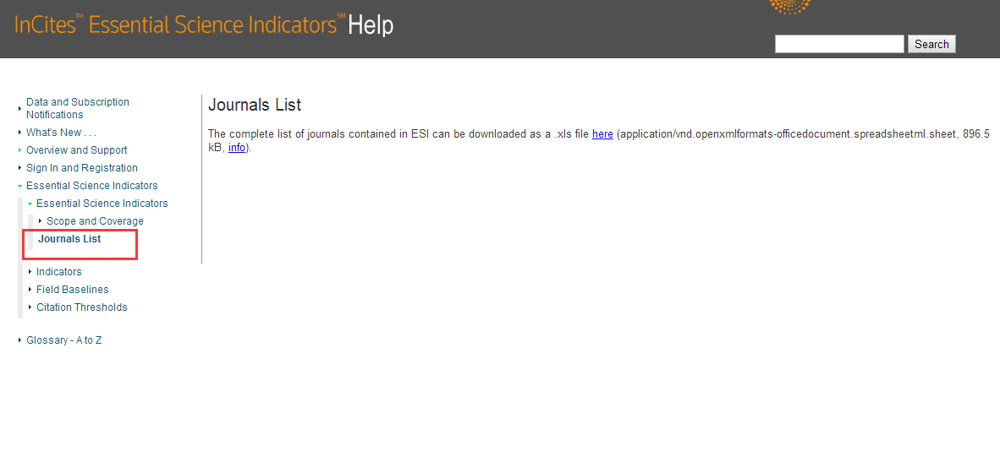 InCites™ Essential Science Indicators℠ Help
Search
Data and Subscription
Notifications
What's New . . .
Overview and Support
Sign In and Registration
Essential Science Indicators
Essential Science Indicators
Scope and Coverage
Journals List
Indicators
Field Baselines
Citation Thresholds
Glossary - A to Z
Journals List
The complete list of journals contained in ESI can be downloaded as a .xls file here (application/vnd.openxmlformats-officedocument.spreadsheetml.sheet, 896.5
kB, info).